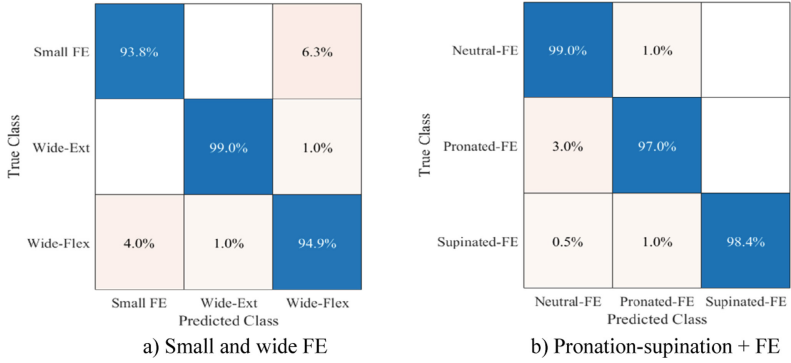 True Class
Small FE 93.8% 6.3%
Wide-Ext 99.0% 1.0%
Wide-Flex 4.0% 1.0% 94.9%
Small FE Wide-Ext Wide-Flex
Predicted Class
a) Small and wide FE
True Class
Neutral-FE 99.0% 1.0%
Pronated-FE 3.0% 97.0%
Supinated-FE 0.5% 1.0% 98.4%
Neutral-FE Pronated-FE Supinated-FE
Predicted Class
b) Pronation-supination + FE